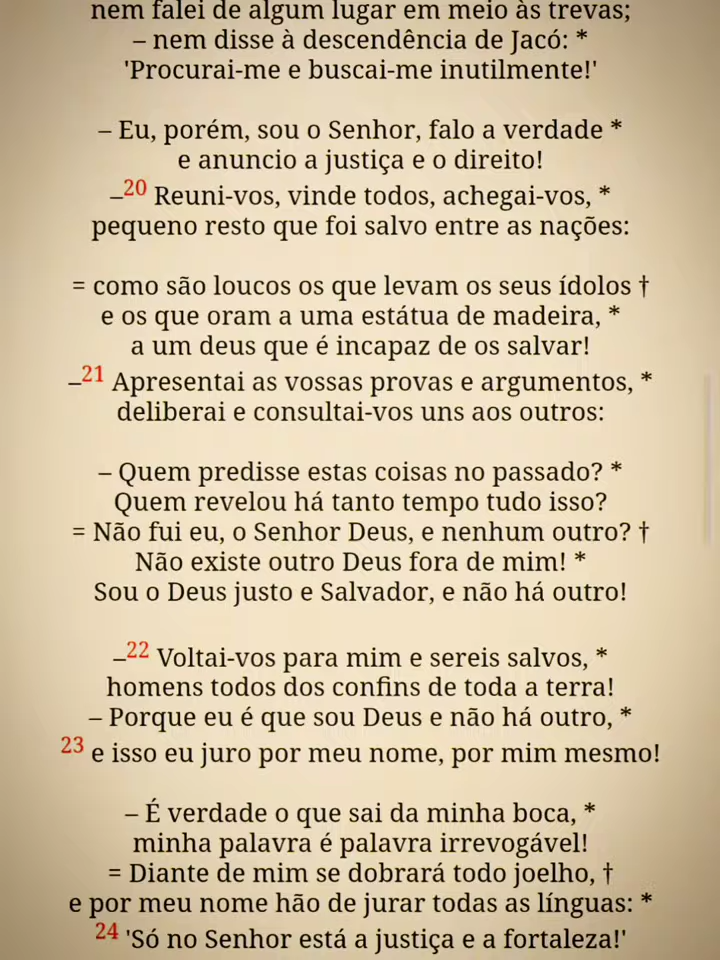 nem falei de algum lugar em meio às trevas;
– nem disse à descendência de Jacó: *
'Procurai-me e buscai-me inutilmente!'
– Eu, porém, sou o Senhor, falo a verdade *
e anuncio a justiça e o direito!
–20 Reuni-vos, vinde todos, achegai-vos, *
pequeno resto que foi salvo entre as nações:
= como são loucos os que levam os seus ídolos †
e os que oram a uma estátua de madeira, *
a um deus que é incapaz de os salvar!
–21 Apresentai as vossas provas e argumentos, *
deliberai e consultai-vos uns aos outros:
– Quem predisse estas coisas no passado? *
Quem revelou há tanto tempo tudo isso?
= Não fui eu, o Senhor Deus, e nenhum outro? †
Não existe outro Deus fora de mim! *
Sou o Deus justo e Salvador, e não há outro!
–22 Voltai-vos para mim e sereis salvos, *
homens todos dos confins de toda a terra!
– Porque eu é que sou Deus e não há outro, *
23 e isso eu juro por meu nome, por mim mesmo!
– É verdade o que sai da minha boca, *
minha palavra é palavra irrevogável!
= Diante de mim se dobrará todo joelho, †
e por meu nome hão de jurar todas as línguas: *
24 'Só no Senhor está a justiça e a fortaleza!'